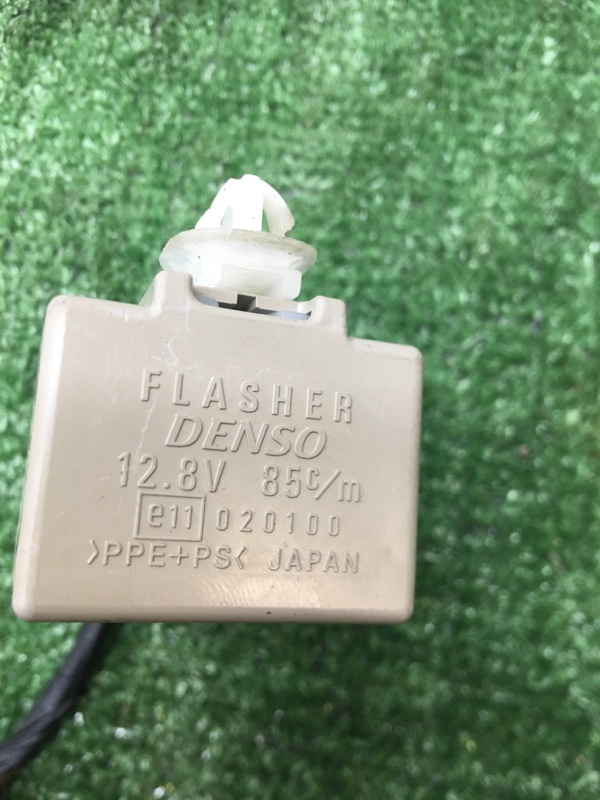 FLASHER
DENSO
12.8V 85c/m
e11 020100
>PPE+PS< JAPAN